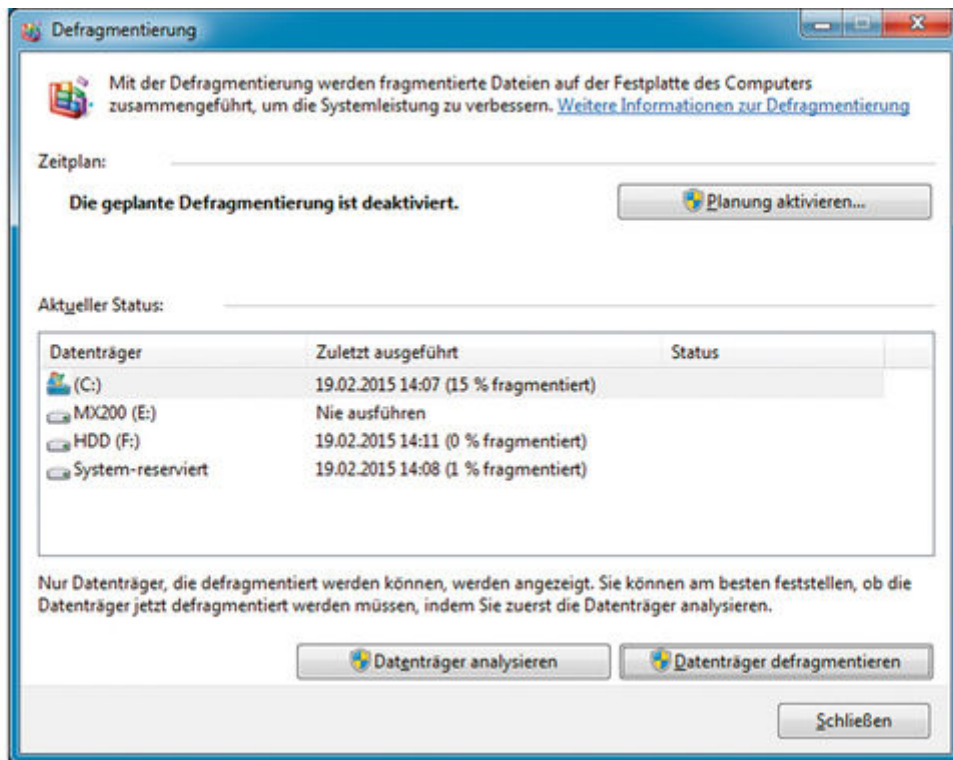 Defragmentierung
Mit der Defragmentierung werden fragmentierte Dateien auf der Festplatte des Computers
zusammengeführt, um die Systemleistung zu verbessern. Weitere Informationen zur Defragmentierung
Zeitplan:
Die geplante Defragmentierung ist deaktiviert.
Planung aktivieren...
Aktueller Status:
Datenträger Zuletzt ausgeführt Status
(C:) 19.02.2015 14:07 (15 % fragmentiert)
MX200 (E:) Nie ausführen
HDD (F:) 19.02.2015 14:11 (0 % fragmentiert)
System-reserviert 19.02.2015 14:08 (1 % fragmentiert)
Nur Datenträger, die defragmentiert werden können, werden angezeigt. Sie können am besten feststellen, ob die
Datenträger jetzt defragmentiert werden müssen, indem Sie zuerst die Datenträger analysieren.
Datenträger analysieren Datenträger defragmentieren
Schließen